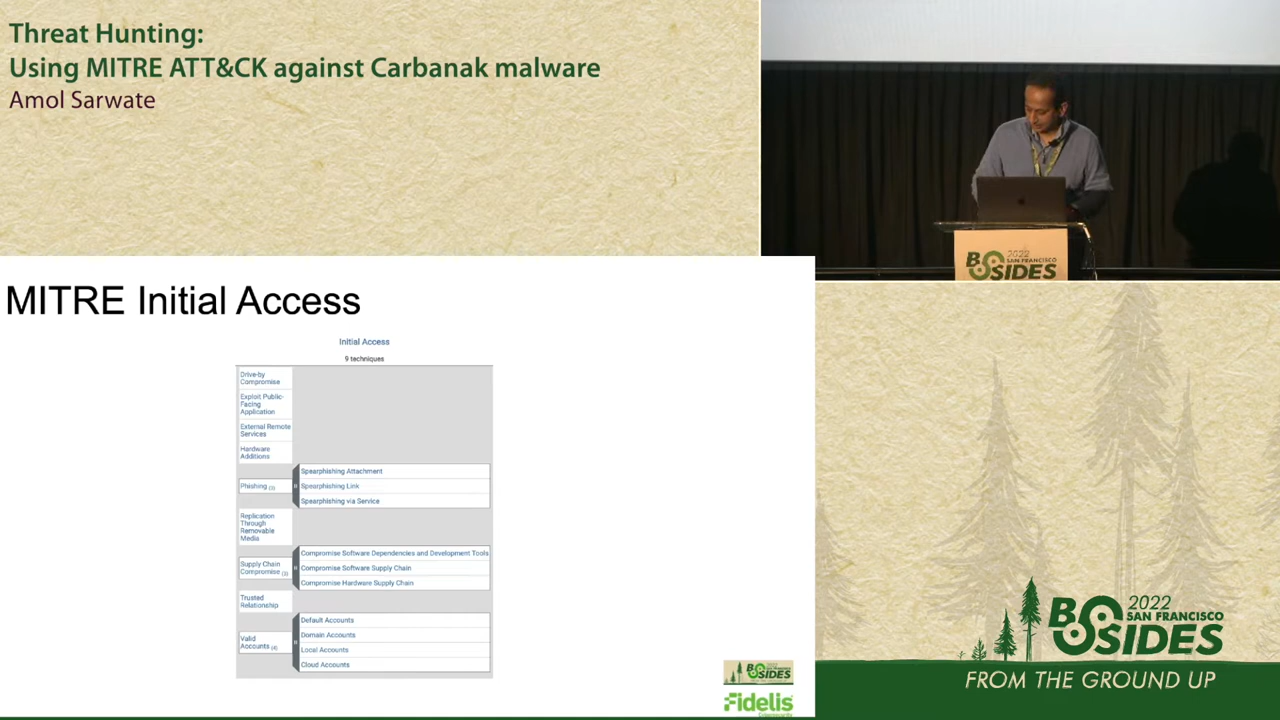 Threat Hunting:
Using MITRE ATT&CK against Carbanak malware
Amol Sarwate
2022
SAN FRANCISCO
BSIDES
MITRE Initial Access
Initial Access
9 techniques
Drive-by
Compromise
Exploit Public-
Facing
Application
External Remote
Services
Hardware
Additions
Phishing (3)
Spearphishing Attachment
Spearphishing Link
Spearphishing via Service
Replication
Through
Removable
Media
Supply Chain
Compromise (3)
Compromise Software Dependencies and Development Tools
Compromise Software Supply Chain
Compromise Hardware Supply Chain
Trusted
Relationship
Valid
Accounts (4)
Default Accounts
Domain Accounts
Local Accounts
Cloud Accounts
2022
BSIDES
Fidelis
Cybersecurity
2022
SAN FRANCISCO
BSIDES
FROM THE GROUND UP